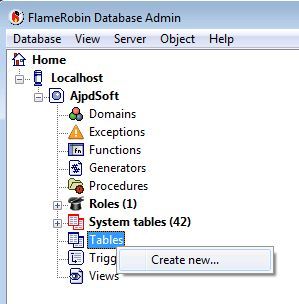 FlameRobin Database Admin
Database View Server Object Help
Home
Localhost
AjpdSoft
Domains
Exceptions
Functions
Generators
Procedures
Roles (1)
System tables (42)
Tables
Create new...
Trigg
Views